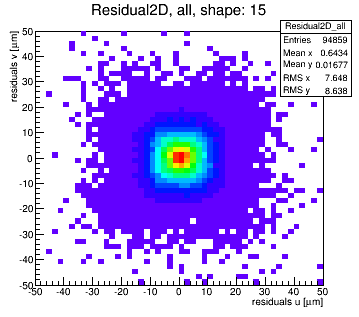 Residual2D, all, shape: 15
Residual2D_all
Entries 94859
Mean x 0.6434
Mean y 0.01677
RMS x 7.648
RMS y 8.638
residuals v [μm]
50
40
30
20
10
0
-10
-20
-30
-40
-50
-50 -40 -30 -20 -10 0 10 20 30 40 50
residuals u [μm]